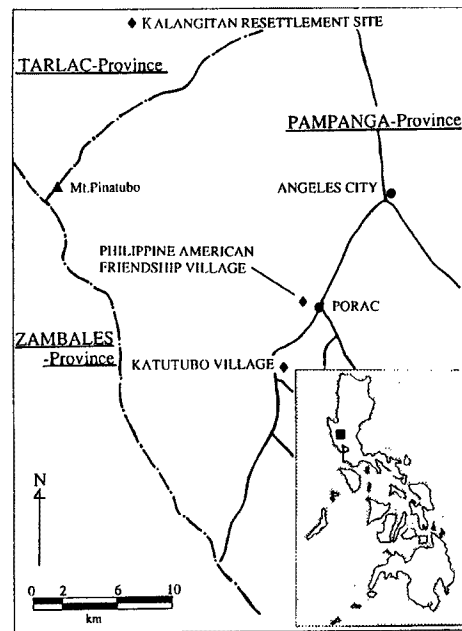 KALANGITAN RESETTLEMENT SITE
TARLAC-Province
PAMPANGA-Province
Mt.Pinatubo
ANGELES CITY
PHILIPPINE AMERICAN
FRIENDSHIP VILLAGE
PORAC
ZAMBALES
-Province
KATUTUBO VILLAGE
N
0 2 6 10
km